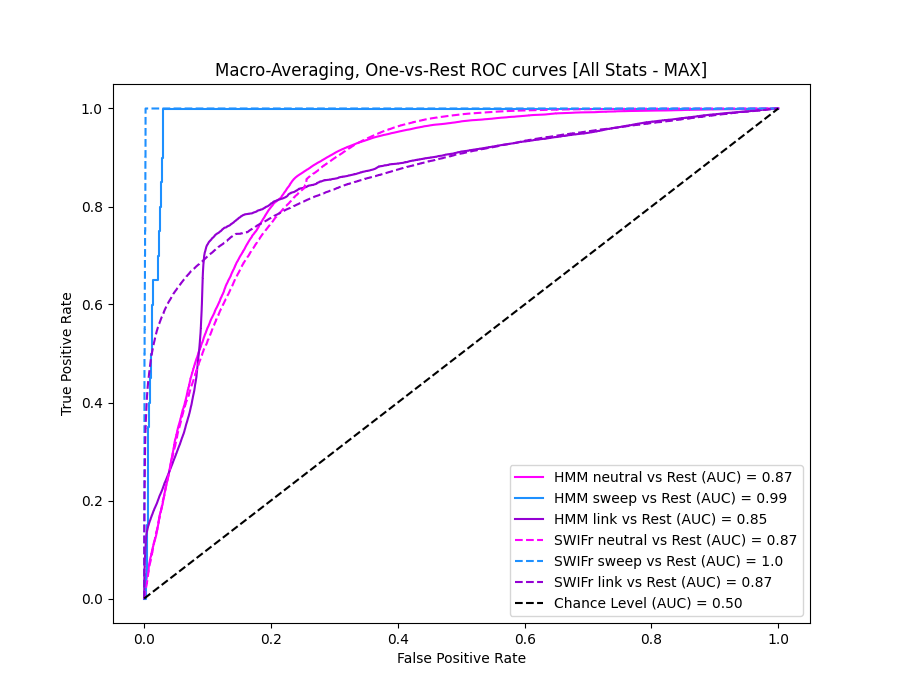 Macro-Averaging, One-vs-Rest ROC curves [All Stats - MAX]
True Positive Rate
1.0
0.8
0.6
0.4
0.2
0.0
HMM neutral vs Rest (AUC) = 0.87
HMM sweep vs Rest (AUC) = 0.99
HMM link vs Rest (AUC) = 0.85
SWIFr neutral vs Rest (AUC) = 0.87
SWIFr sweep vs Rest (AUC) = 1.0
SWIFr link vs Rest (AUC) = 0.87
Chance Level (AUC) = 0.50
0.0 0.2 0.4 0.6 0.8 1.0
False Positive Rate